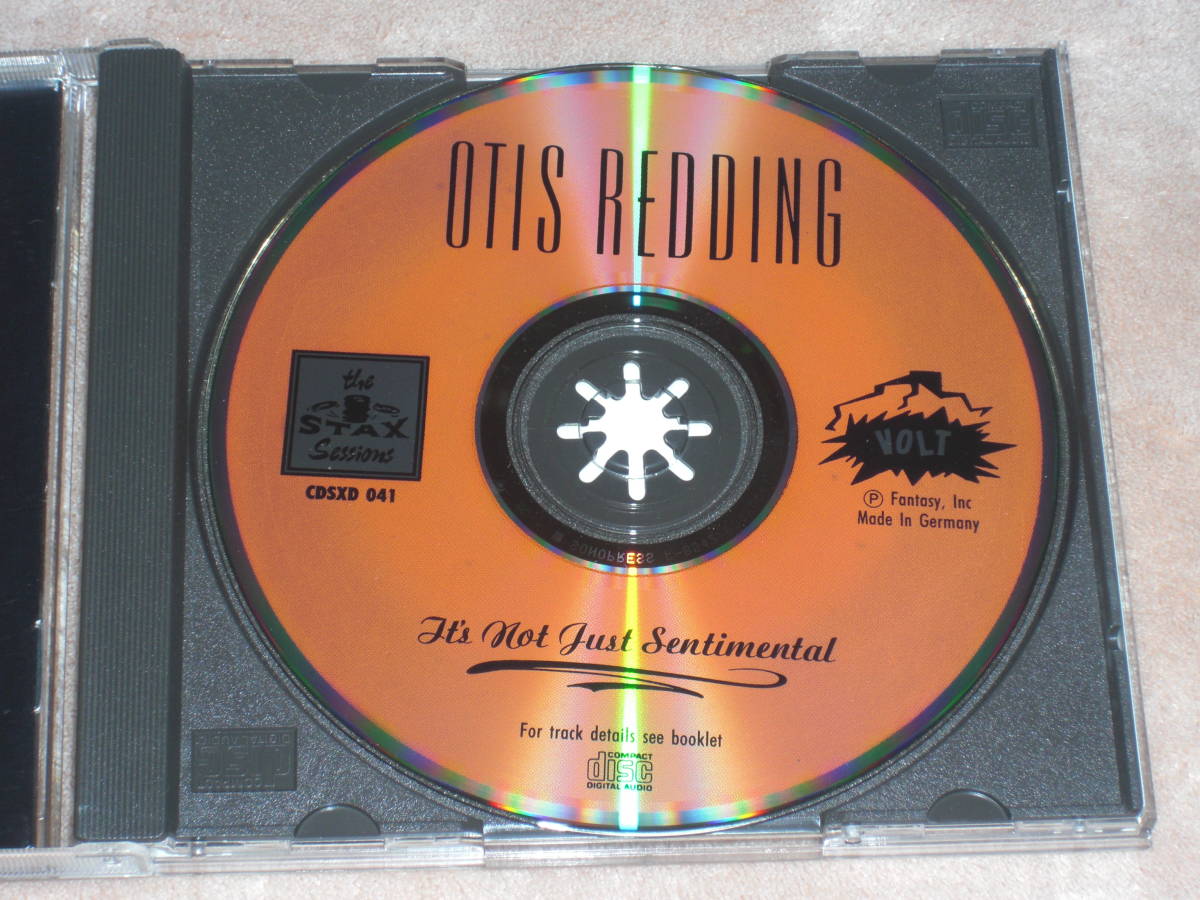 OTIS REDDING
the
STAX
Sessions
CDSXD 041
VOLT
Ⓟ Fantasy, Inc
Made In Germany
SONOPRESS
It's Not Just Sentimental
For track details see booklet
COMPACT
disc
DIGITAL AUDIO